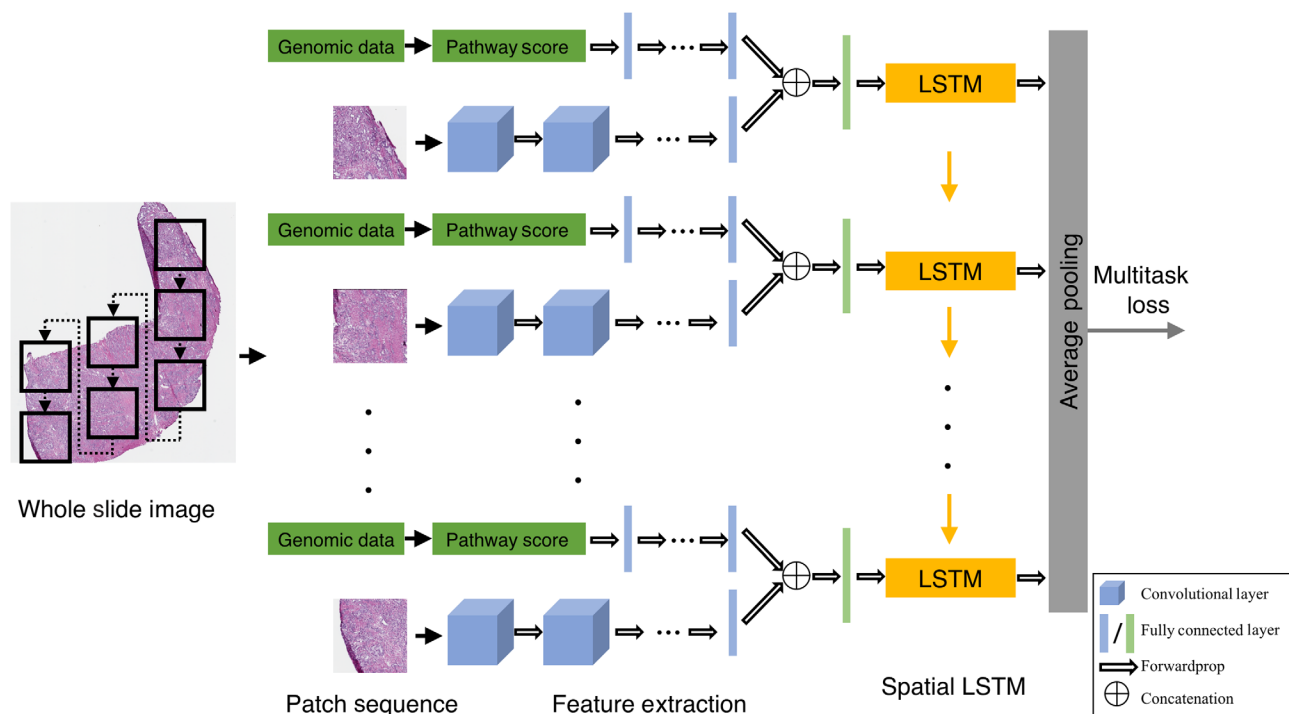 Genomic data
Pathway score
LSTM
Genomic data
Pathway score
LSTM
Genomic data
Pathway score
LSTM
Average pooling
Multitask
loss
Whole slide image
Patch sequence
Feature extraction
Spatial LSTM
Convolutional layer
/
Fully connected layer
Forwardprop
Concatenation